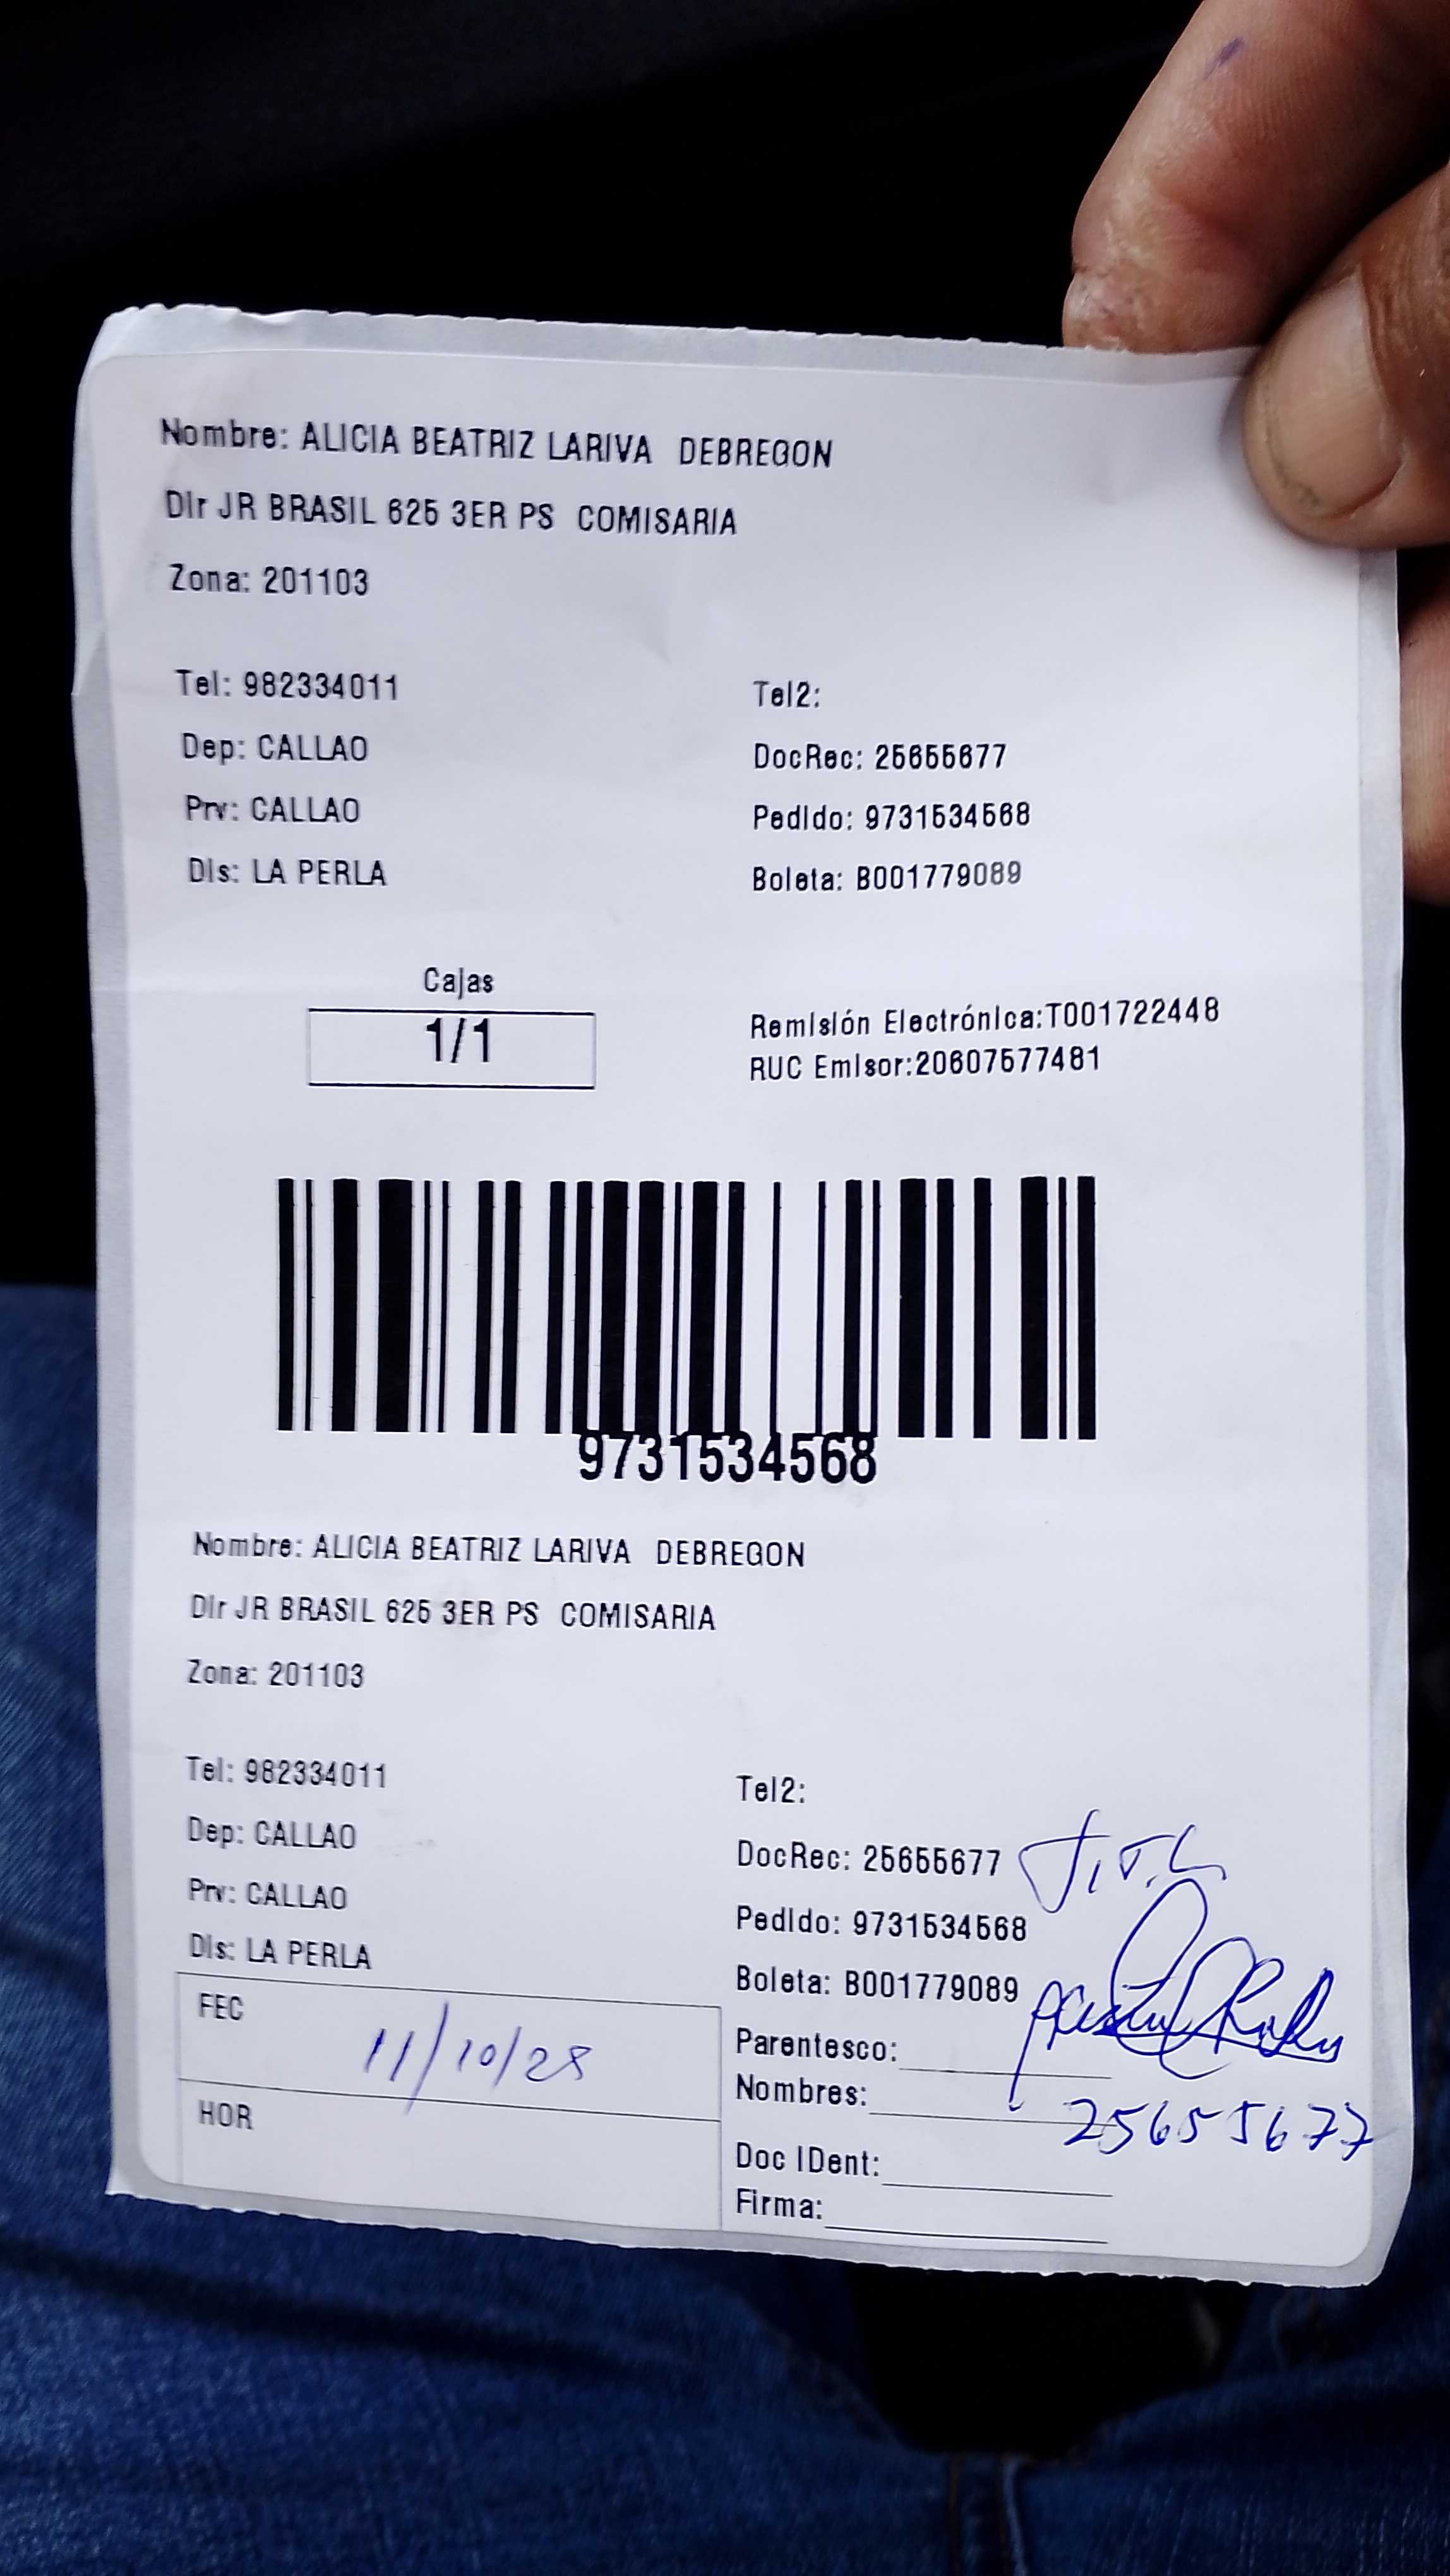 Nombre: ALICIA BEATRIZ LARIVA DEBREGON
Dir JR BRASIL 625 3ER PS COMISARIA
Zona: 201103
Tel: 982334011
Tel2:
Dep: CALLAO
DocRec: 25655677
Prv: CALLAO
Pedido: 9731534568
Dis: LA PERLA
Boleta: B001779089
Cajas
1/1
Remisión Electrónica:T001722448
RUC Emisor:20607577481
9731534568
Nombre: ALICIA BEATRIZ LARIVA DEBREGON
Dir JR BRASIL 625 3ER PS COMISARIA
Zona: 201103
Tel: 982334011
Tel2:
Dep: CALLAO
DocRec: 25655677
Prv: CALLAO
Pedido: 9731534568
Dis: LA PERLA
Boleta: B001779089
FEC
11/10/25
HOR
Parentesco:
Nombres:
25655677
Doc IDent:
Firma: